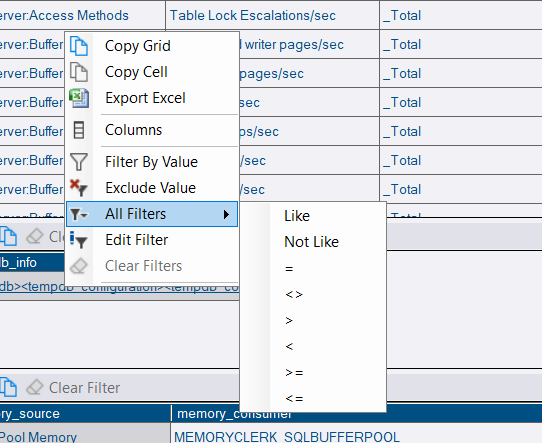 erver:Access Methods Table Lock Escalations/sec _Total
erver:Buffer writer pages/sec _Total
erver:Buffer pages/sec _Total
erver:Buffer sec _Total
erver:Buffer ps/sec _Total
erver:Buffer /sec _Total
erver:Buffer /sec _Total
Copy Grid
Copy Cell
Export Excel
Columns
Filter By Value
Exclude Value
All Filters
Edit Filter
Clear Filters
Like
Not Like
=
<>
>
<
>=
<=
Cle
db_info
db><tempdb_configuration><tempdb_co
Clear Filter
ory_source memory_consumer
Pool Memory MEMORYCLERK_SQLBUFFERPOOL